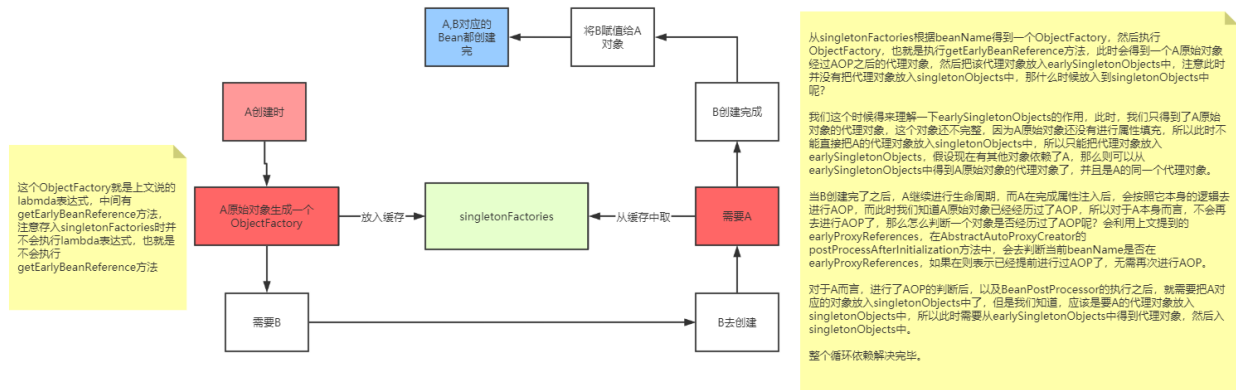 A,B对应的
Bean都创建
完
将B赋值给A
对象
A创建时
B创建完成
这个ObjectFactory就是上文说的
labmda表达式，中间有
getEarlyBeanReference方法，
注意存入singletonFactories时并
不会执行lambda表达式，也就是
不会执行
getEarlyBeanReference方法
A原始对象生成一个
ObjectFactory
放入缓存
singletonFactories
从缓存中取
需要A
需要B
B去创建
从singletonFactories根据beanName得到一个ObjectFactory，然后执行
ObjectFactory，也就是执行getEarlyBeanReference方法，此时会得到一个A原始对象
经过AOP之后的代理对象，然后把该代理对象放入earlySingletonObjects中，注意此时
并没有把代理对象放入singletonObjects中，那什么时候放入到singletonObjects中
呢？
我们这个时候得来理解一下earlySingletonObjects的作用，此时，我们只得到了A原始
对象的代理对象，这个对象还不完整，因为A原始对象还没有进行属性填充，所以此时不
能直接把A的代理对象放入singletonObjects中，所以只能把代理对象放入
earlySingletonObjects，假设现在有其他对象依赖了A，那么则可以从
earlySingletonObjects中得到A原始对象的代理对象了，并且是A的同一个代理对象。
当B创建完了之后，A继续进行生命周期，而A在完成属性注入后，会按照它本身的逻辑去
进行AOP，而此时我们知道A原始对象已经经历过了AOP，所以对于A本身而言，不会再
去进行AOP了，那么怎么判断一个对象是否经历过了AOP呢？会利用上文提到的
earlyProxyReferences，在AbstractAutoProxyCreator的
postProcessAfterInitialization方法中，会去判断当前beanName是否在
earlyProxyReferences，如果在则表示已经提前进行过AOP了，无需再次进行AOP。
对于A而言，进行了AOP的判断后，以及BeanPostProcessor的执行之后，就需要把A对
应的对象放入singletonObjects中了，但是我们知道，应该是要A的代理对象放入
singletonObjects中，所以此时需要从earlySingletonObjects中得到代理对象，然后入
singletonObjects中。
整个循环依赖解决完毕。